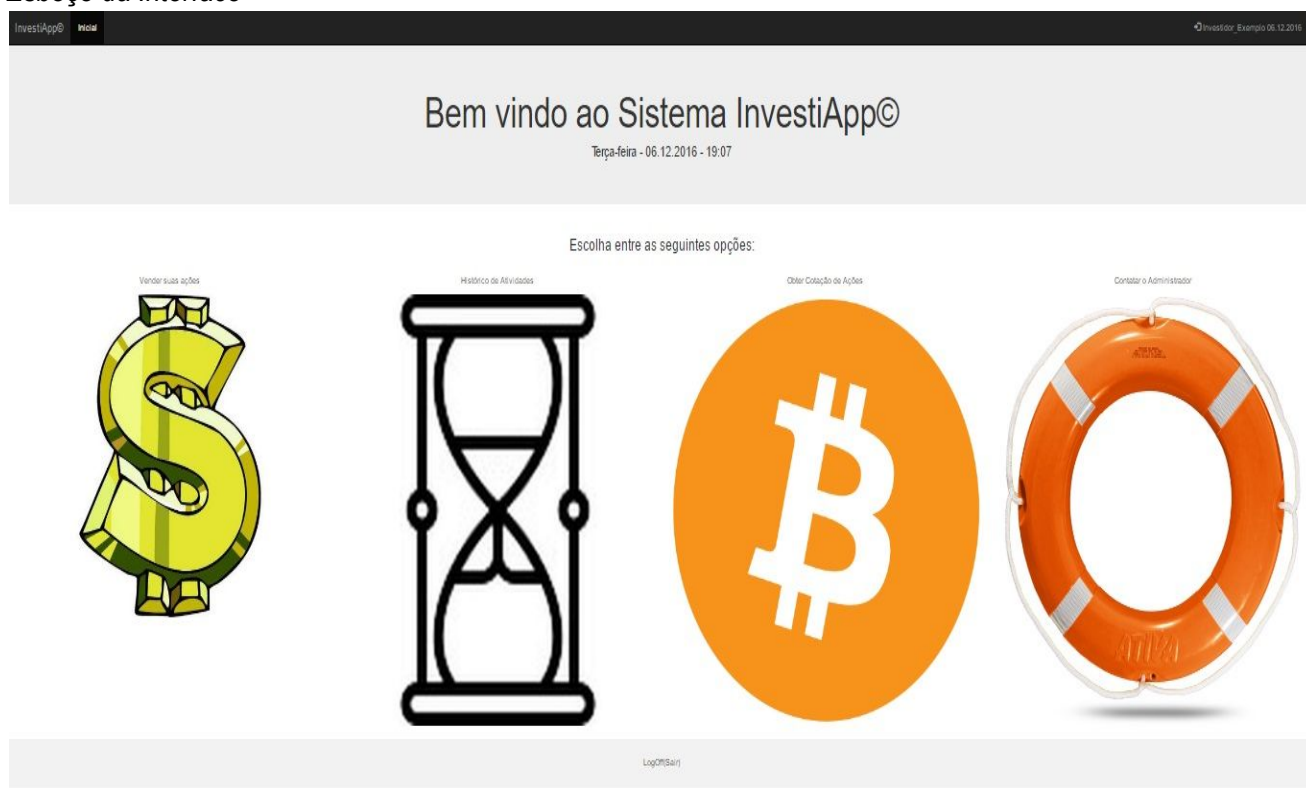 Esboço da Interface
InvestiApp© Inicial Investidor_Exemplo 06.12.2016
Bem vindo ao Sistema InvestiApp©
Terça-feira - 06.12.2016 - 19:07
Escolha entre as seguintes opções:
Vender suas ações Histórico de Atividades Obter Cotação de Ações Contatar o Administrador
ATIVA
LogOff(Sair)